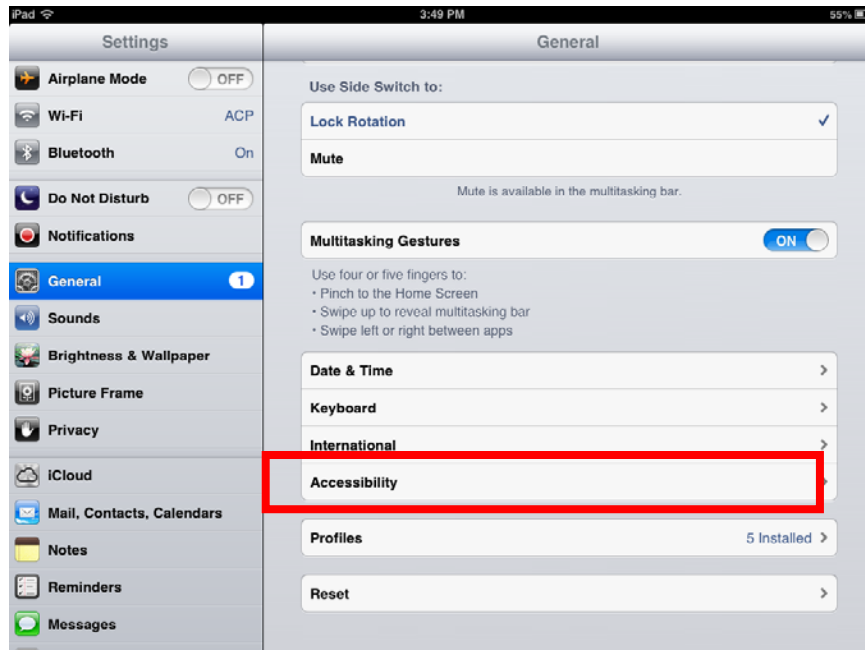 iPad 3:49 PM 55%
Settings
Airplane Mode OFF
Wi-Fi ACP
Bluetooth On
Do Not Disturb OFF
Notifications
General 1
Sounds
Brightness & Wallpaper
Picture Frame
Privacy
iCloud
Mail, Contacts, Calendars
Notes
Reminders
Messages
General
Use Side Switch to:
Lock Rotation
Mute
Mute is available in the multitasking bar.
Multitasking Gestures ON
Use four or five fingers to:
• Pinch to the Home Screen
• Swipe up to reveal multitasking bar
• Swipe left or right between apps
Date & Time
Keyboard
International
Accessibility
Profiles 5 Installed
Reset